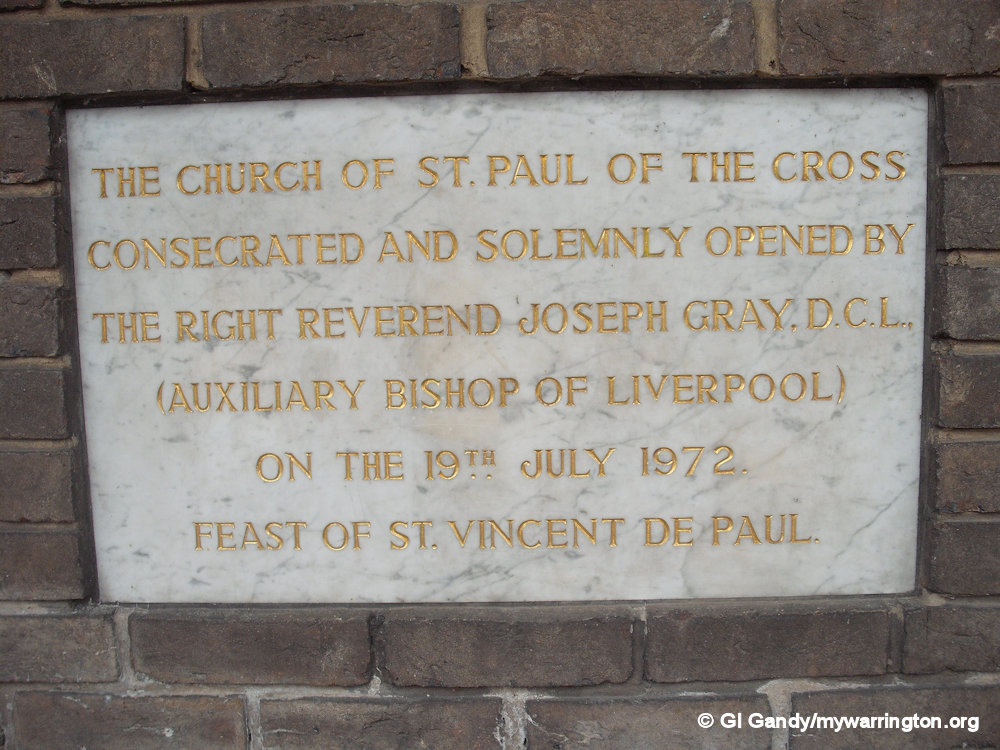 THE CHURCH OF ST. PAUL OF THE CROSS
CONSECRATED AND SOLEMNLY OPENED BY
THE RIGHT REVEREND JOSEPH GRAY, D.C.L.,
(AUXILIARY BISHOP OF LIVERPOOL)
ON THE 19TH JULY 1972.
FEAST OF ST. VINCENT DE PAUL.
© GI Gandy/mywarrington.org